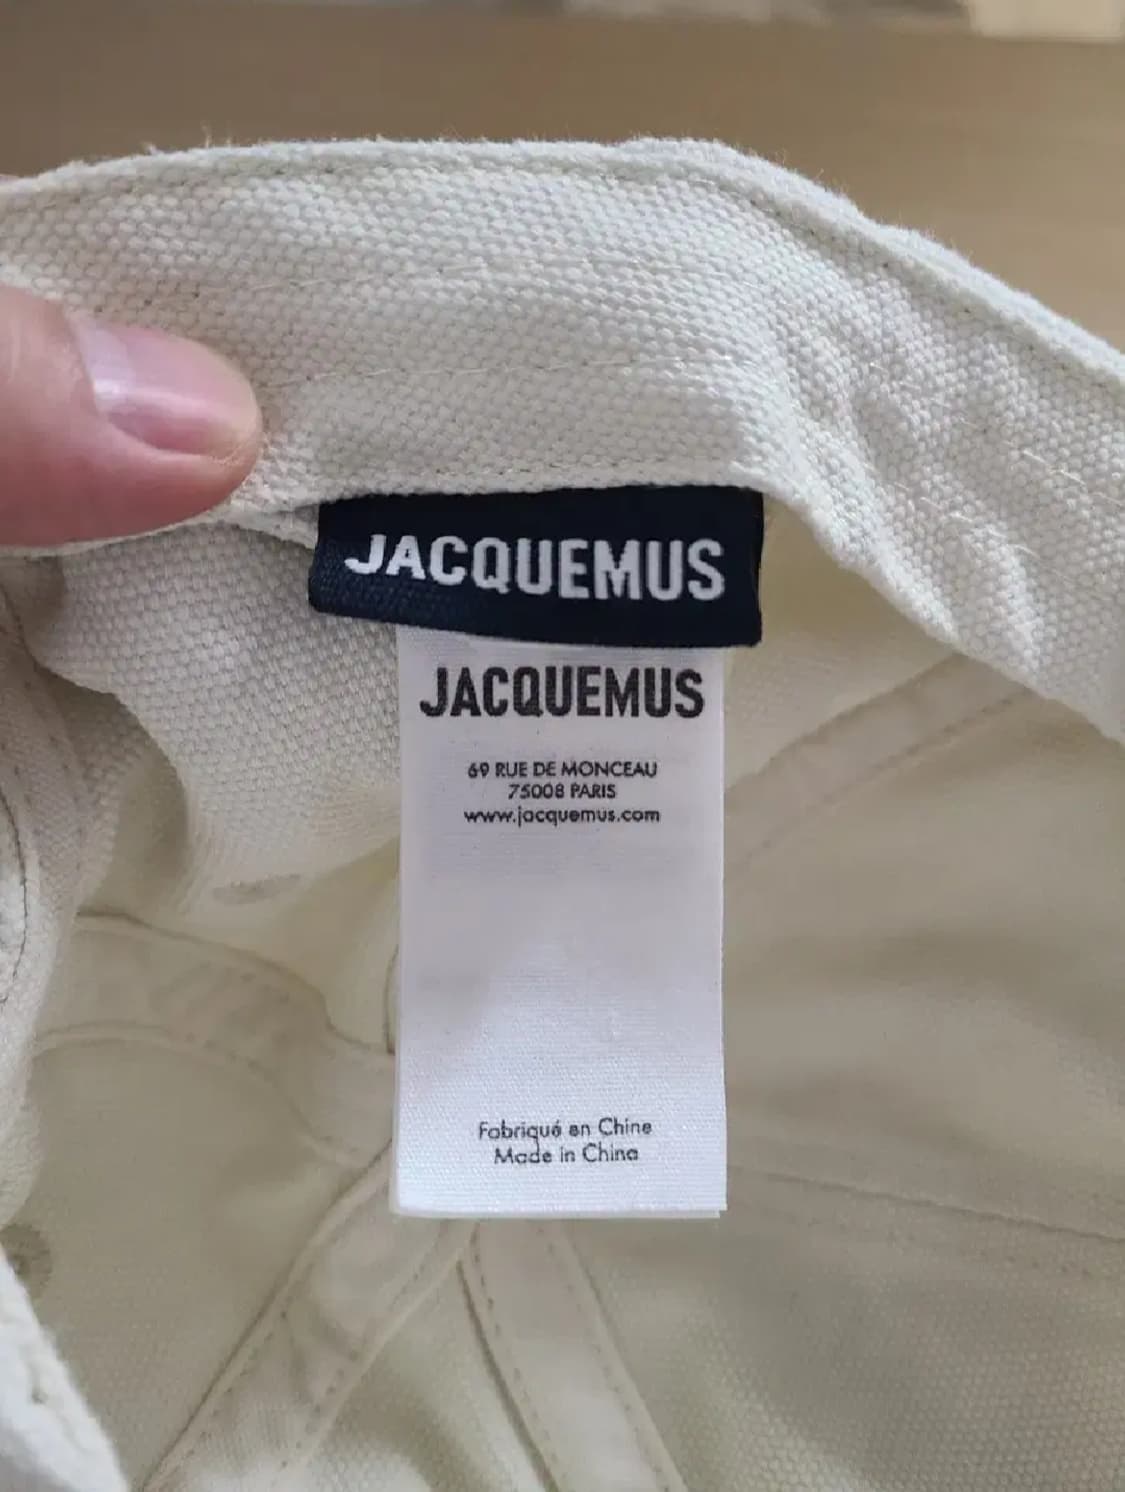 JACQUEMUS
JACQUEMUS
69 RUE DE MONCEAU
75008 PARIS
www.jacquemus.com
Fabriqué en Chine
Made in China